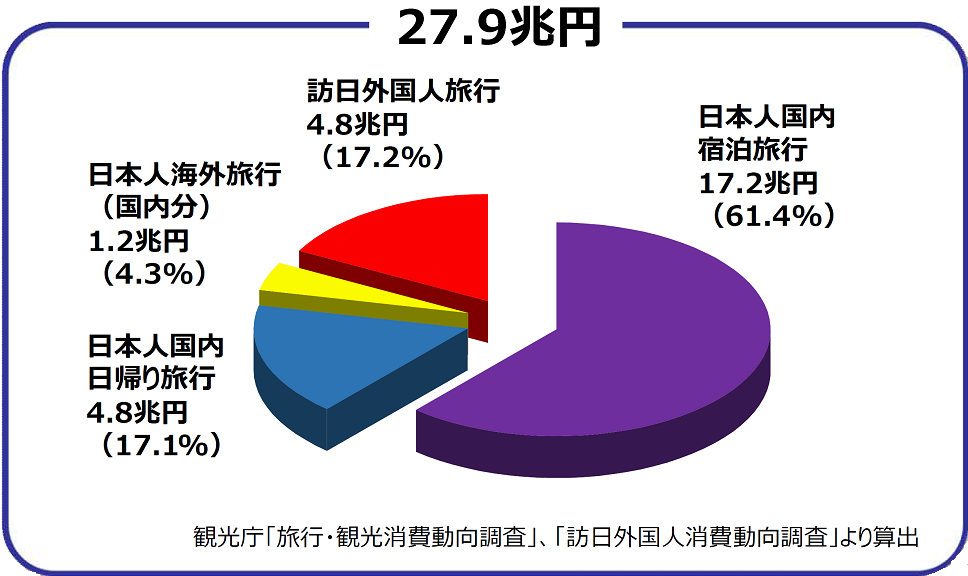 27.9兆円
訪日外国人旅行
4.8兆円
（17.2%）
日本人国内
宿泊旅行
17.2兆円
（61.4%）
日本人海外旅行
（国内分）
1.2兆円
（4.3%）
日本人国内
日帰り旅行
4.8兆円
（17.1%）
観光庁「旅行・観光消費動向調査」、「訪日外国人消費動向調査」より算出